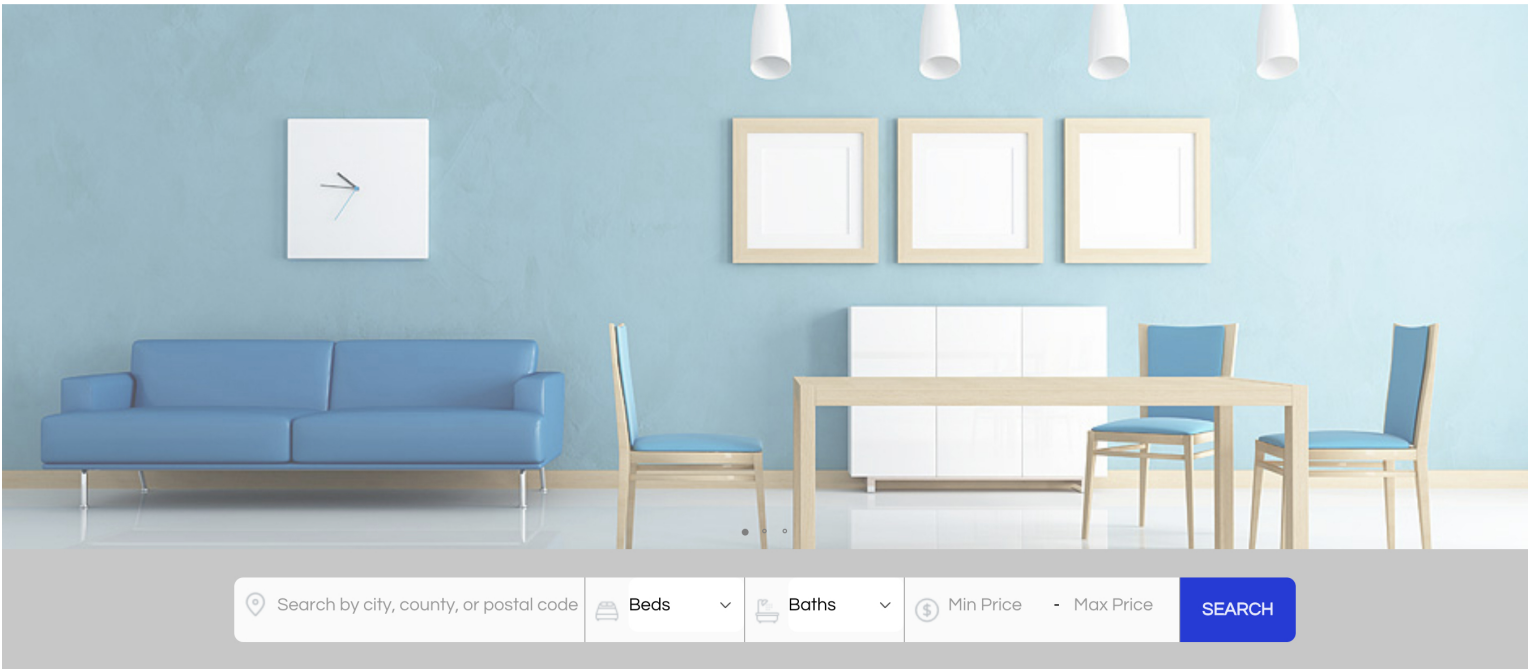 Search by city, county, or postal code
Beds
Baths
Min Price - Max Price
SEARCH